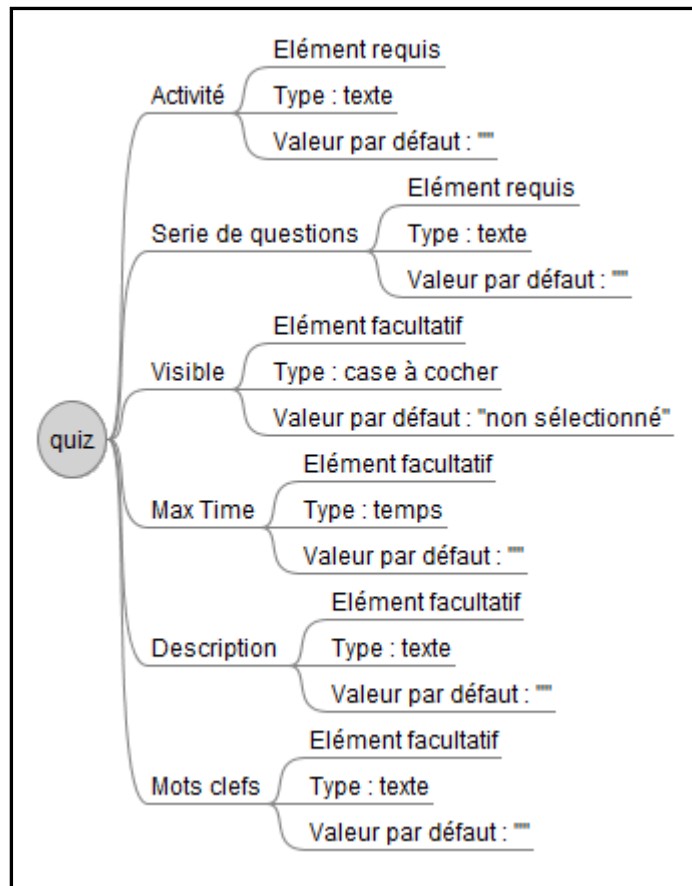 Elément requis
Activité
Type : texte
Valeur par défaut : ""
Elément requis
Serie de questions
Type : texte
Valeur par défaut : ""
Elément facultatif
Visible
Type : case à cocher
Valeur par défaut : "non sélectionné"
quiz
Elément facultatif
Max Time
Type : temps
Valeur par défaut : ""
Elément facultatif
Description
Type : texte
Valeur par défaut : ""
Elément facultatif
Mots clefs
Type : texte
Valeur par défaut : ""